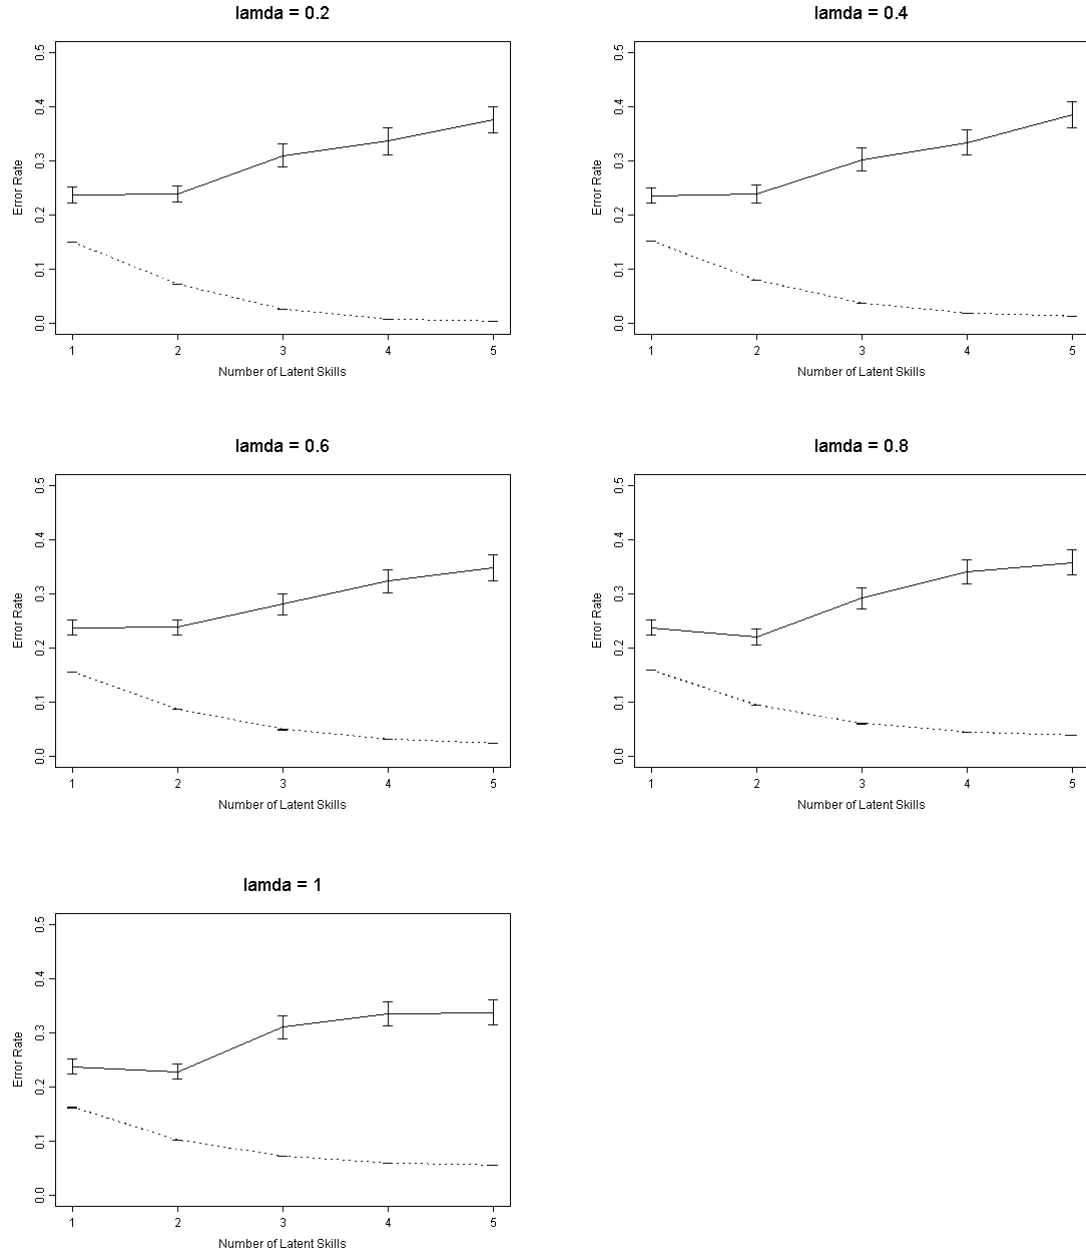 lamda = 0.2
0.5
0.4
0.3
0.2
0.1
0.0
Error Rate
1 2 3 4 5
Number of Latent Skills
lamda = 0.4
0.5
0.4
0.3
0.2
0.1
0.0
Error Rate
1 2 3 4 5
Number of Latent Skills
lamda = 0.6
0.5
0.4
0.3
0.2
0.1
0.0
Error Rate
1 2 3 4 5
Number of Latent Skills
lamda = 0.8
0.5
0.4
0.3
0.2
0.1
0.0
Error Rate
1 2 3 4 5
Number of Latent Skills
lamda = 1
0.5
0.4
0.3
0.2
0.1
0.0
Error Rate
1 2 3 4 5
Number of Latent Skills